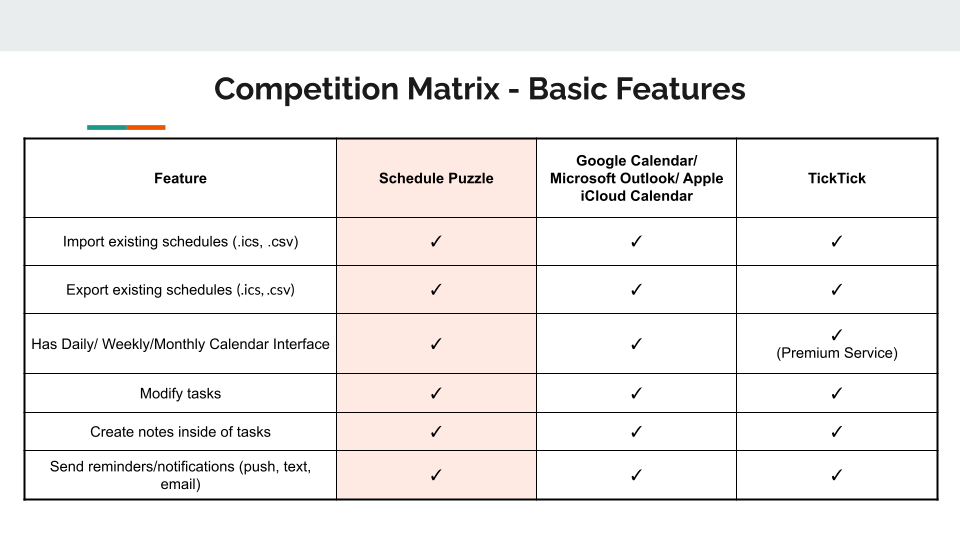 Competition Matrix - Basic Features
Feature
Schedule Puzzle
Google Calendar/
Microsoft Outlook/ Apple
iCloud Calendar
TickTick
Import existing schedules (.ics, .csv)
✓
✓
✓
Export existing schedules (.ics, .csv)
✓
✓
✓
Has Daily/ Weekly/Monthly Calendar Interface
✓
✓
✓
(Premium Service)
Modify tasks
✓
✓
✓
Create notes inside of tasks
✓
✓
✓
Send reminders/notifications (push, text,
email)
✓
✓
✓